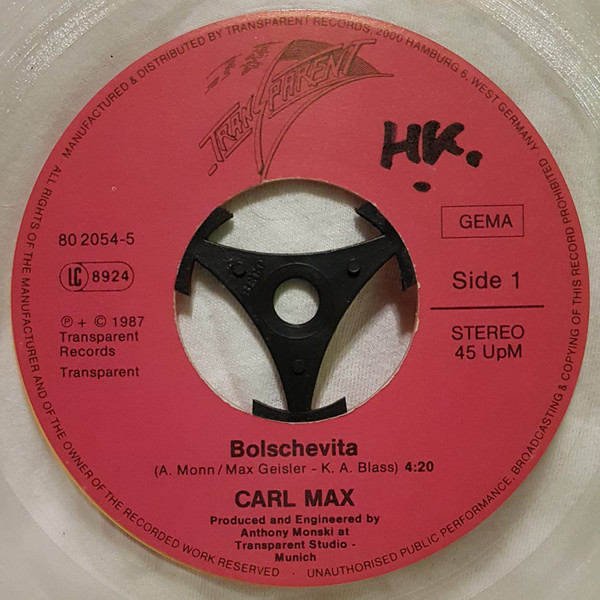 MANUFACTURED & DISTRIBUTED BY TRANSPARENT RECORDS, 2000 HAMBURG 6, WEST GERMANY
TRANSPARENT
HK.
GEMA
80 2054-5
LC 8924
Side 1
℗ + © 1987
Transparent
Records
Transparent
STEREO
45 UpM
Bolschevita
(A. Monn/Max Geisler - K. A. Blass) 4:20
CARL MAX
Produced and Engineered by
Anthony Monski at
Transparent Studio -
Munich
ALL RIGHTS OF THE MANUFACTURER AND OF THE OWNER OF THE RECORDED WORK RESERVED · UNAUTHORISED PUBLIC PERFORMANCE, BROADCASTING & COPYING OF THIS RECORD PROHIBITED